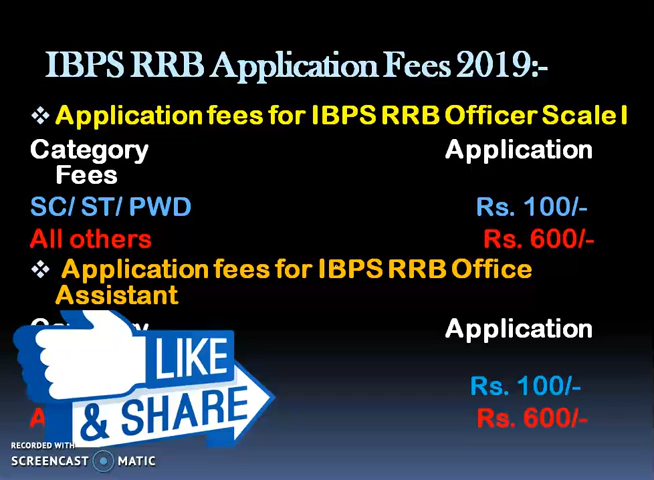 IBPS RRB Application Fees 2019:-
Application fees for IBPS RRB Officer Scale I
Category Application
Fees
SC/ ST/ PWD Rs. 100/-
All others Rs. 600/-
Application fees for IBPS RRB Office
Assistant
Application
LIKE
Rs. 100/-
& SHARE
Rs. 600/-
RECORDED WITH
SCREENCAST MATIC